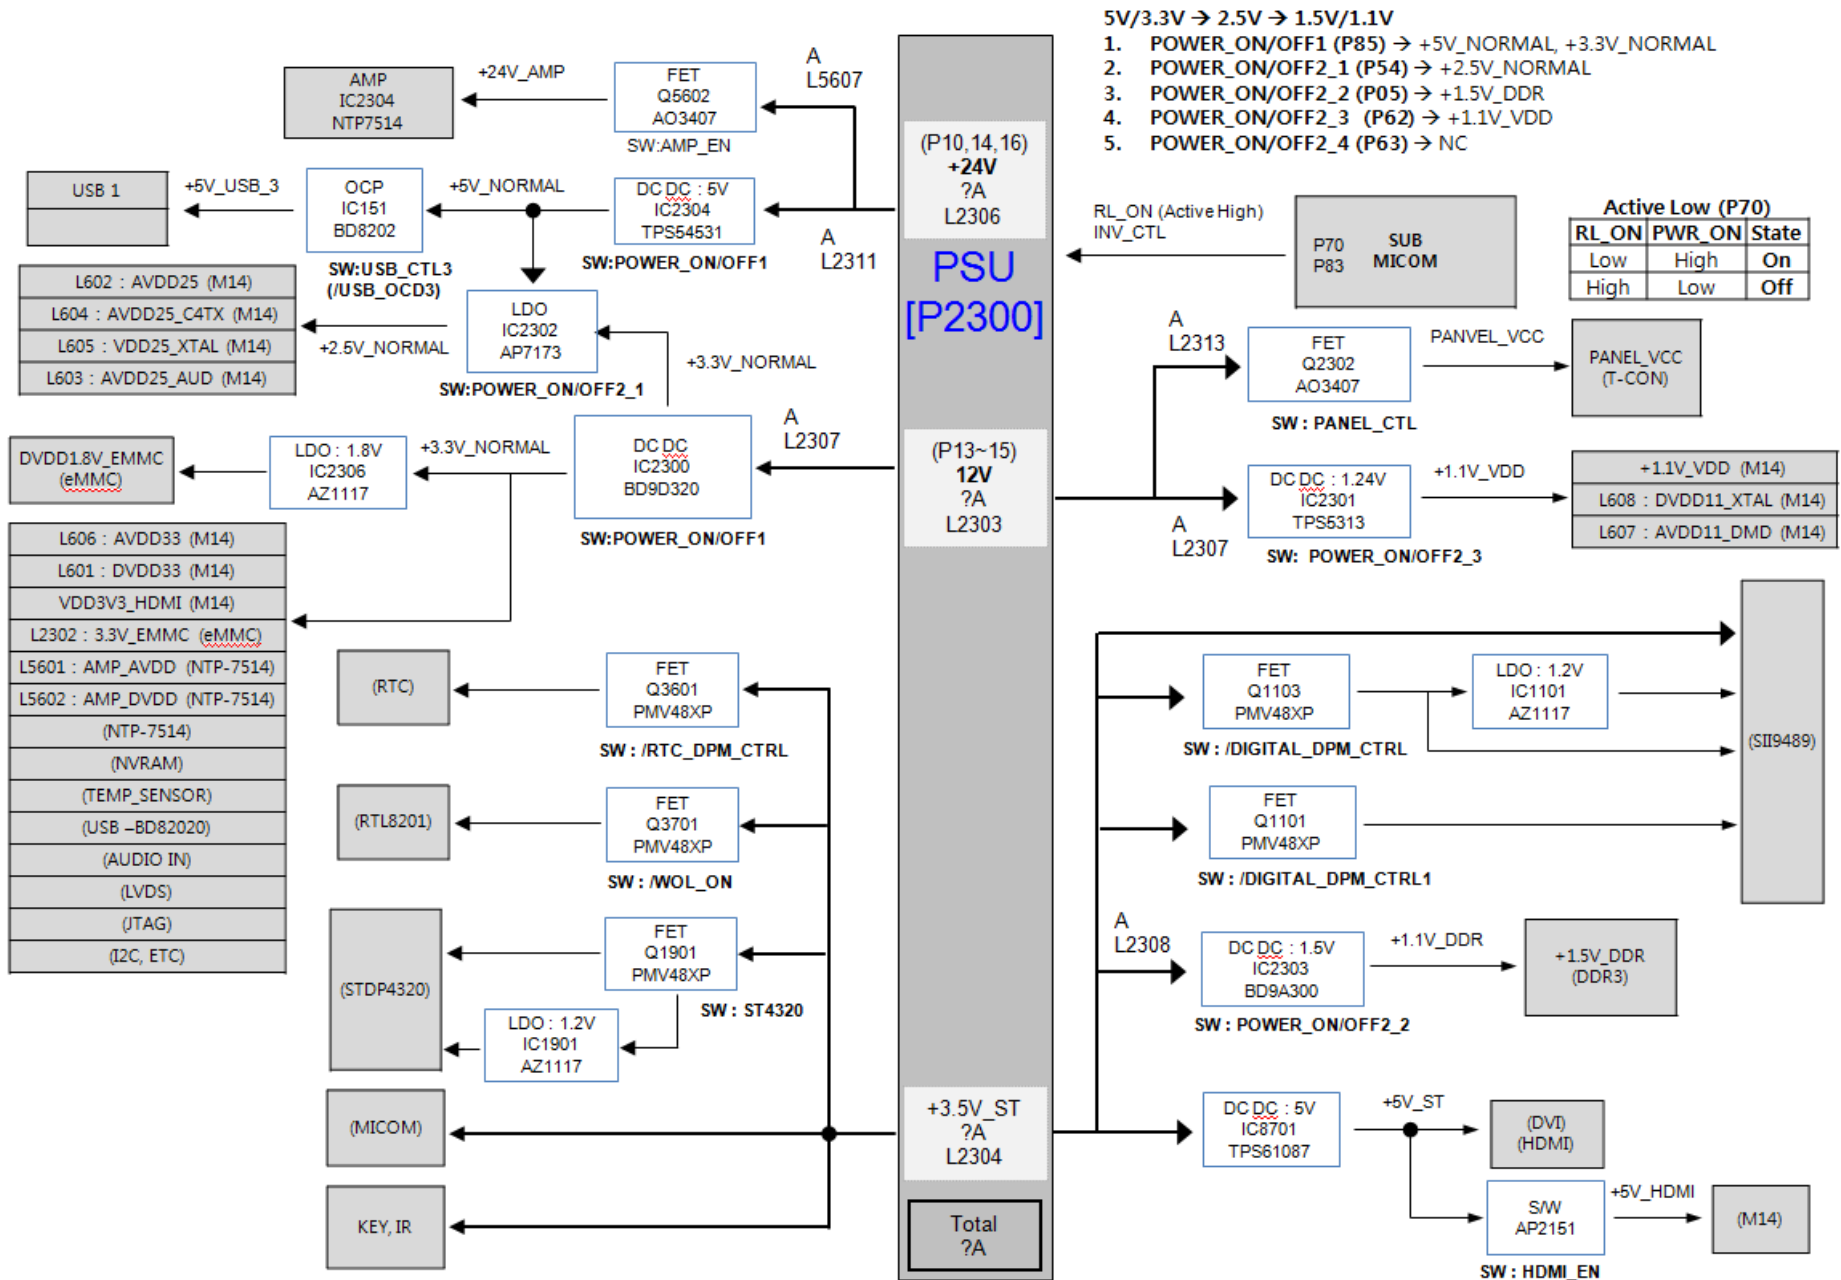 5V/3.3V → 2.5V → 1.5V/1.1V
1. POWER_ON/OFF1 (P85) → +5V_NORMAL, +3.3V_NORMAL
2. POWER_ON/OFF2_1 (P54) → +2.5V_NORMAL
3. POWER_ON/OFF2_2 (P05) → +1.5V_DDR
4. POWER_ON/OFF2_3 (P62) → +1.1V_VDD
5. POWER_ON/OFF2_4 (P63) → NC
AMP
IC2304
NTP7514
+24V_AMP
FET
Q5602
AO3407
SW:AMP_EN
A
L5607
USB 1
+5V_USB_3
OCP
IC151
BD8202
SW:USB_CTL3
(/USB_OCD3)
+5V_NORMAL
DC DC : 5V
IC2304
TPS54531
SW:POWER_ON/OFF1
A
L2311
L602 : AVDD25 (M14)
L604 : AVDD25_C4TX (M14)
L605 : VDD25_XTAL (M14)
L603 : AVDD25_AUD (M14)
+2.5V_NORMAL
LDO
IC2302
AP7173
SW:POWER_ON/OFF2_1
+3.3V_NORMAL
DVDD1.8V_EMMC
(eMMC)
LDO : 1.8V
IC2306
AZ1117
+3.3V_NORMAL
DC DC
IC2300
BD9D320
SW:POWER_ON/OFF1
A
L2307
L606 : AVDD33 (M14)
L601 : DVDD33 (M14)
VDD3V3_HDMI (M14)
L2302 : 3.3V_EMMC (eMMC)
L5601 : AMP_AVDD (NTP-7514)
L5602 : AMP_DVDD (NTP-7514)
(NTP-7514)
(NVRAM)
(TEMP_SENSOR)
(USB –BD82020)
(AUDIO IN)
(LVDS)
(JTAG)
(I2C, ETC)
(RTC)
FET
Q3601
PMV48XP
SW : /RTC_DPM_CTRL
(RTL8201)
FET
Q3701
PMV48XP
SW : /WOL_ON
(STDP4320)
FET
Q1901
PMV48XP
SW : ST4320
LDO : 1.2V
IC1901
AZ1117
(MICOM)
KEY, IR
(P10,14,16)
+24V
?A
L2306
PSU
[P2300]
(P13~15)
12V
?A
L2303
+3.5V_ST
?A
L2304
Total
?A
RL_ON (Active High)
INV_CTL
P70
P83
SUB
MICOM
Active Low (P70)
RL_ON PWR_ON State
Low High On
High Low Off
A
L2313
FET
Q2302
AO3407
SW : PANEL_CTL
PANVEL_VCC
PANEL_VCC
(T-CON)
A
L2307
DC DC : 1.24V
IC2301
TPS5313
SW: POWER_ON/OFF2_3
+1.1V_VDD
+1.1V_VDD (M14)
L608 : DVDD11_XTAL (M14)
L607 : AVDD11_DMD (M14)
FET
Q1103
PMV48XP
SW : /DIGITAL_DPM_CTRL
LDO : 1.2V
IC1101
AZ1117
(SII9489)
FET
Q1101
PMV48XP
SW : /DIGITAL_DPM_CTRL1
A
L2308
DC DC : 1.5V
IC2303
BD9A300
SW : POWER_ON/OFF2_2
+1.1V_DDR
+1.5V_DDR
(DDR3)
DC DC : 5V
IC8701
TPS61087
+5V_ST
(DVI)
(HDMI)
S/W
AP2151
SW : HDMI_EN
+5V_HDMI
(M14)